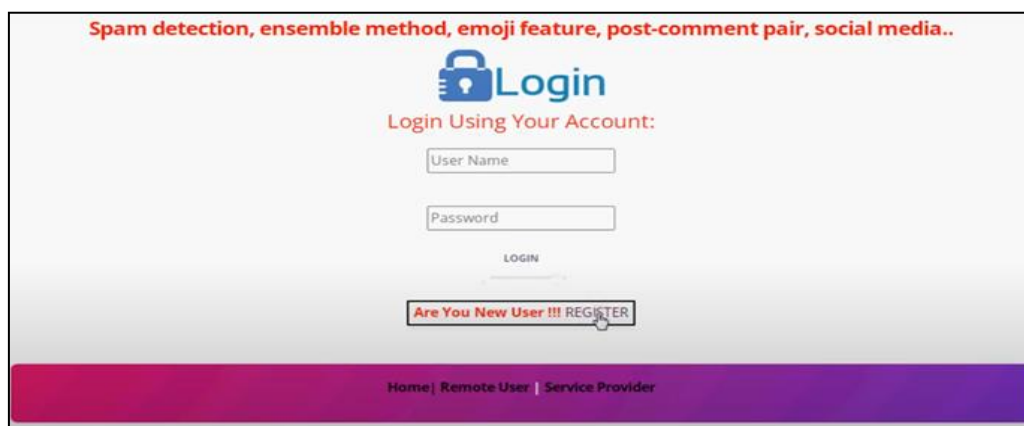 Spam detection, ensemble method, emoji feature, post-comment pair, social media..
Login
Login Using Your Account:
User Name
Password
LOGIN
Are You New User !!! REGISTER
Home| Remote User | Service Provider